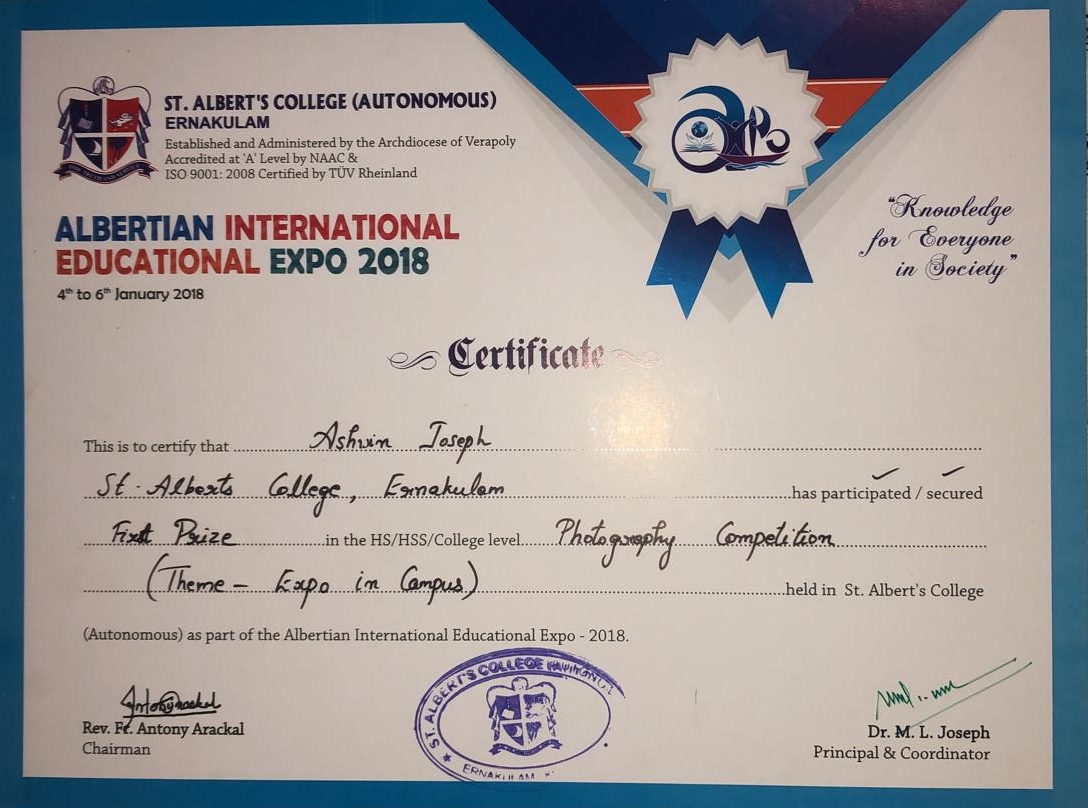 ST. ALBERT'S COLLEGE (AUTONOMOUS)
ERNAKULAM
Established and Administered by the Archdiocese of Verapoly
Accredited at 'A' Level by NAAC &
ISO 9001: 2008 Certified by TÜV Rheinland
ALBERTIAN INTERNATIONAL
EDUCATIONAL EXPO 2018
4th to 6th January 2018
"Knowledge
for Everyone
in Society"
Certificate
This is to certify that Ashwin Joseph
St. Alberts College, Ernakulam has participated / secured
First Prize in the HS/HSS/College level Photography Competition
(Theme - Expo in Campus) held in St. Albert's College
(Autonomous) as part of the Albertian International Educational Expo - 2018.
Rev. Fr. Antony Arackal
Chairman
ST. ALBERT'S COLLEGE
ERNAKULAM
Dr. M. L. Joseph
Principal & Coordinator